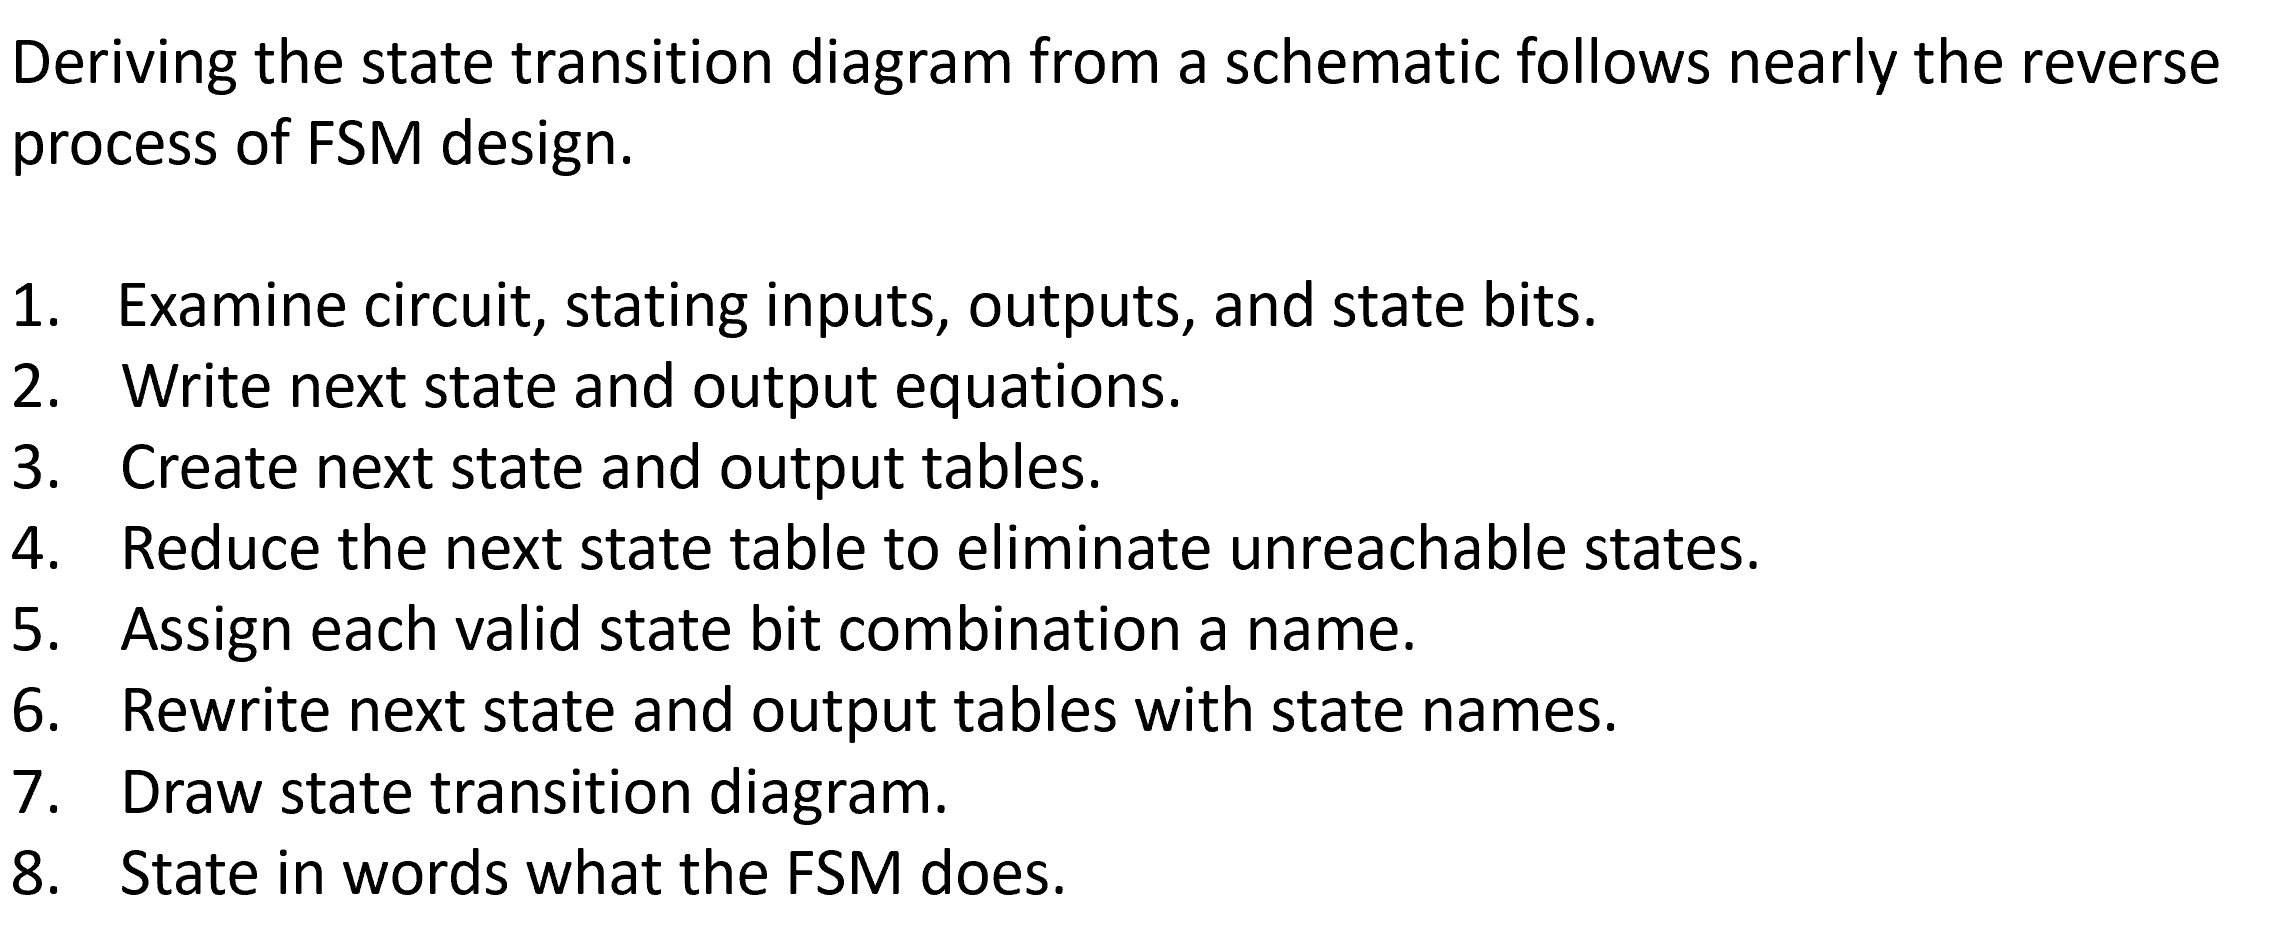 Deriving the state transition diagram from a schematic follows nearly the reverse
process of FSM design.
1. Examine circuit, stating inputs, outputs, and state bits.
2. Write next state and output equations.
3. Create next state and output tables.
4. Reduce the next state table to eliminate unreachable states.
5. Assign each valid state bit combination a name.
6. Rewrite next state and output tables with state names.
7. Draw state transition diagram.
8. State in words what the FSM does.